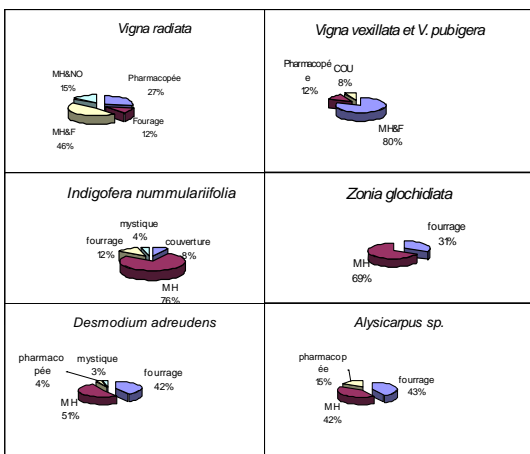 Vigna radiata
MH&NO
15%
Pharmacopée
27%
Fourage
12%
MH&F
46%
Vigna vexillata et V. pubigera
Pharmacopé
e
12%
COU
8%
MH&F
80%
Indigofera nummulariifolia
mystique
4%
fourrage
12%
couverture
8%
MH
76%
Zonia glochidiata
fourrage
31%
MH
69%
Desmodium adreudens
pharmaco
pée
4%
mystique
3%
fourrage
42%
MH
51%
Alysicarpus sp.
pharmacop
ée
15%
fourrage
43%
MH
42%